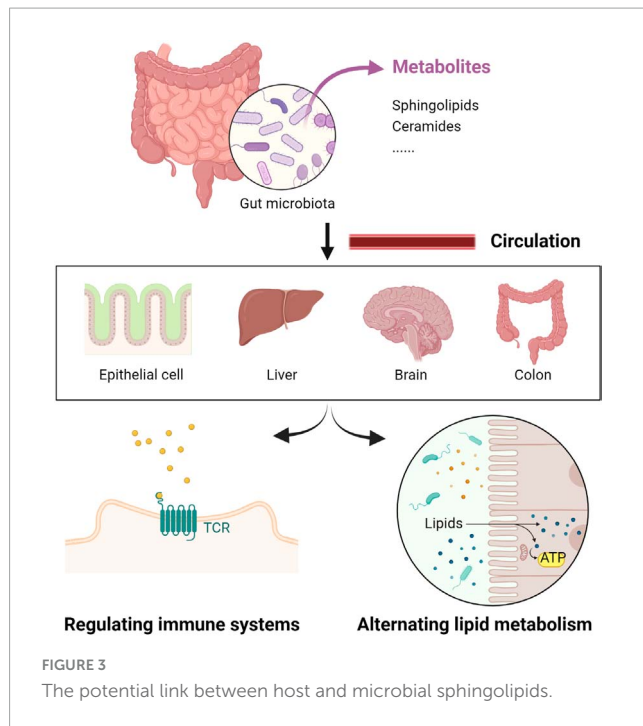 Metabolites
Sphingolipids
Ceramides
......
Gut microbiota
Circulation
Epithelial cell
Liver
Brain
Colon
TCR
Lipids
ATP
Regulating immune systems
Alternating lipid metabolism
FIGURE 3
The potential link between host and microbial sphingolipids.